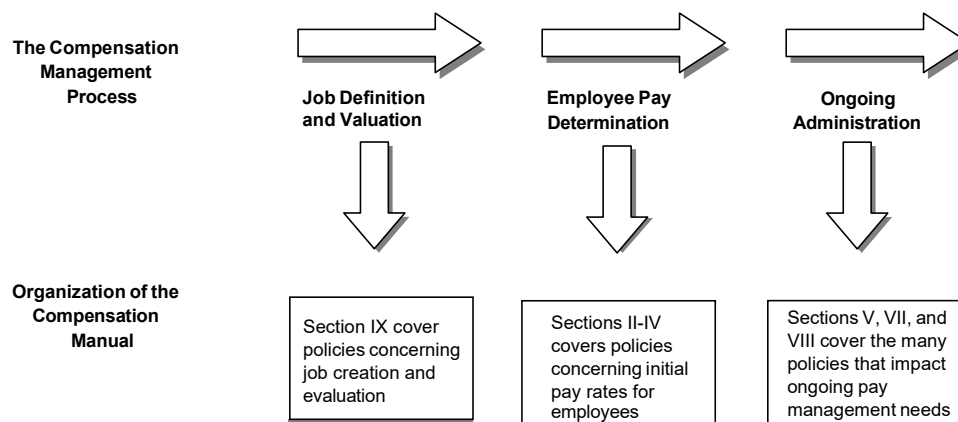 The Compensation
Management
Process
Job Definition
and Valuation
Employee Pay
Determination
Ongoing
Administration
Organization of the
Compensation
Manual
Section IX cover
policies concerning
job creation and
evaluation
Sections II-IV
covers policies
concerning initial
pay rates for
employees
Sections V, VII, and
VIII cover the many
policies that impact
ongoing pay
management needs